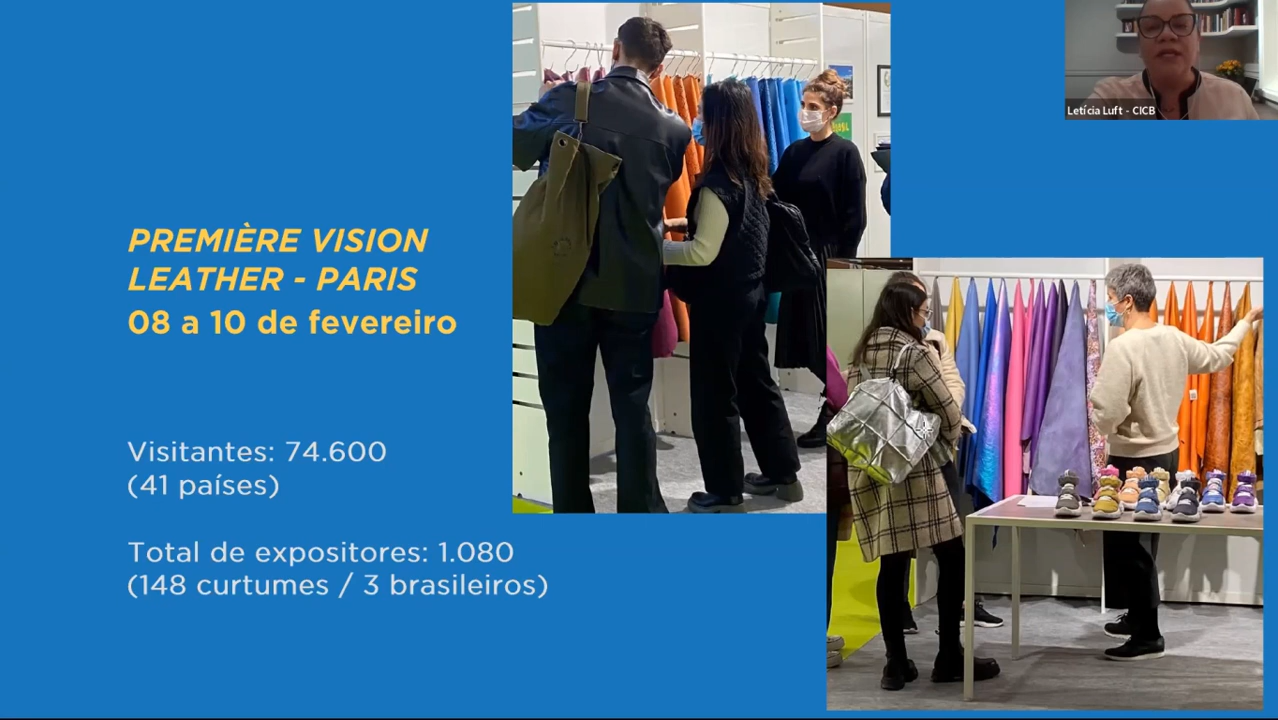 PREMIÈRE VISION
LEATHER - PARIS
08 a 10 de fevereiro
Visitantes: 74.600
(41 países)
Total de expositores: 1.080
(148 curtumes / 3 brasileiros)
Letícia Luft - CICB